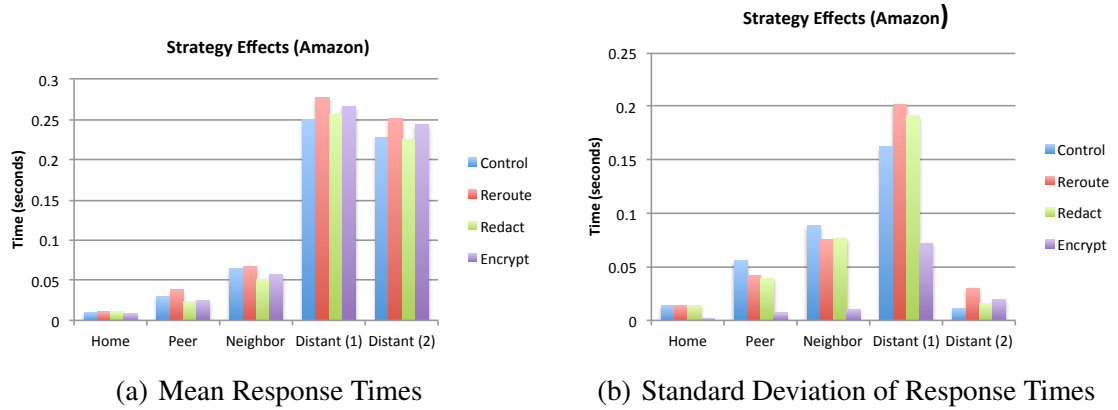 Strategy Effects (Amazon)
0.3
0.25
0.2
0.15
0.1
0.05
0
Time (seconds)
Home Peer Neighbor Distant (1) Distant (2)
Control
Reroute
Redact
Encrypt
(a) Mean Response Times
Strategy Effects (Amazon)
0.25
0.2
0.15
0.1
0.05
0
Time (seconds)
Home Peer Neighbor Distant (1) Distant (2)
Control
Reroute
Redact
Encrypt
(b) Standard Deviation of Response Times